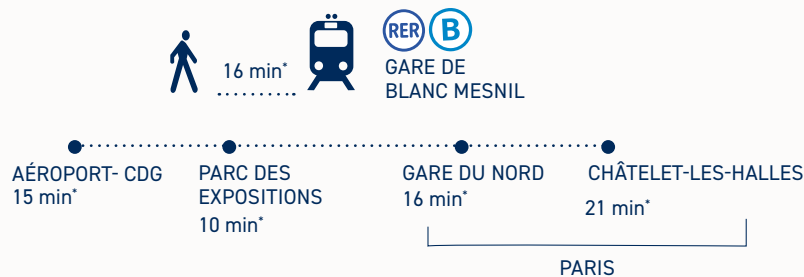 RER B
16 min*
GARE DE
BLANC MESNIL
AÉROPORT- CDG
15 min*
PARC DES
EXPOSITIONS
10 min*
GARE DU NORD
16 min*
CHÂTELET-LES-HALLES
21 min*
PARIS